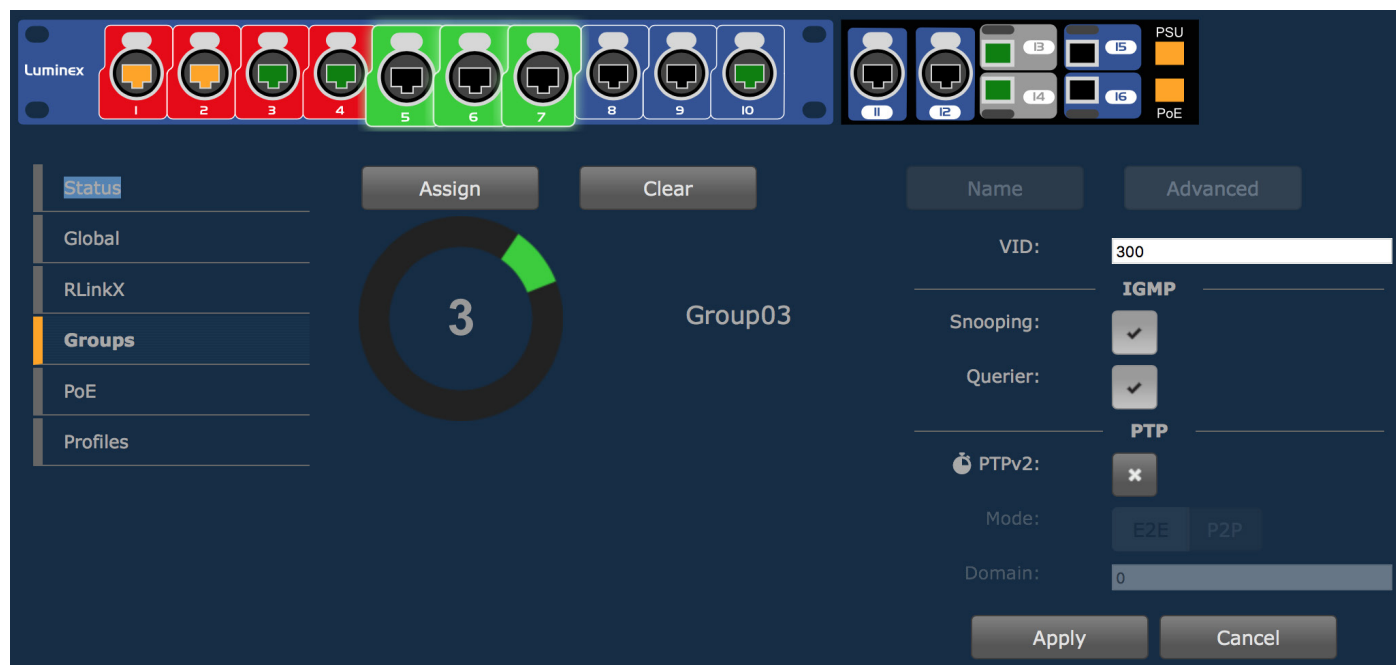 Luminex
1 2 3 4 5 6 7 8 9 10 11 12 13 14 15 16
PSU
PoE
Status
Global
RLinkX
Groups
PoE
Profiles
Assign Clear
3
Group03
Name Advanced
VID: 300
IGMP
Snooping:
Querier:
PTP
PTPv2:
Mode: E2E P2P
Domain: 0
Apply Cancel